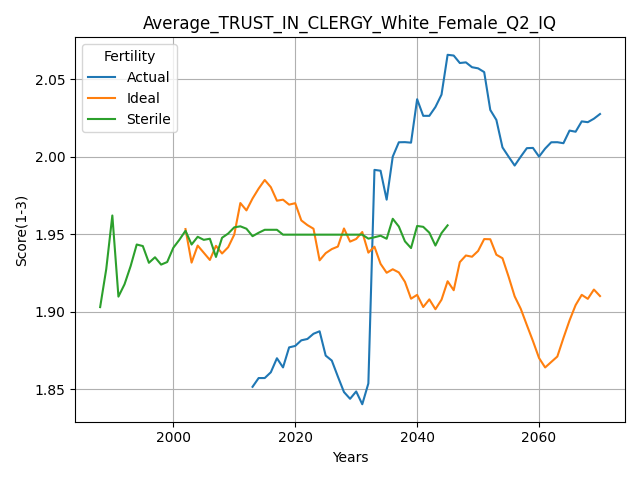 Average_TRUST_IN_CLERGY_White_Female_Q2_IQ
Fertility
Actual
Ideal
Sterile
Score(1-3)
2.05
2.00
1.95
1.90
1.85
2000
2020
2040
2060
Years